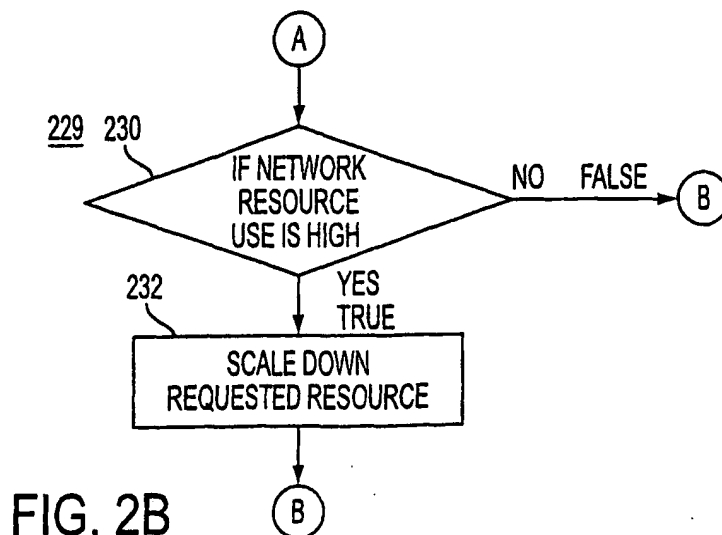 A
229 230
IF NETWORK
RESOURCE
USE IS HIGH
NO FALSE
B
YES
TRUE
232
SCALE DOWN
REQUESTED RESOURCE
B
FIG. 2B